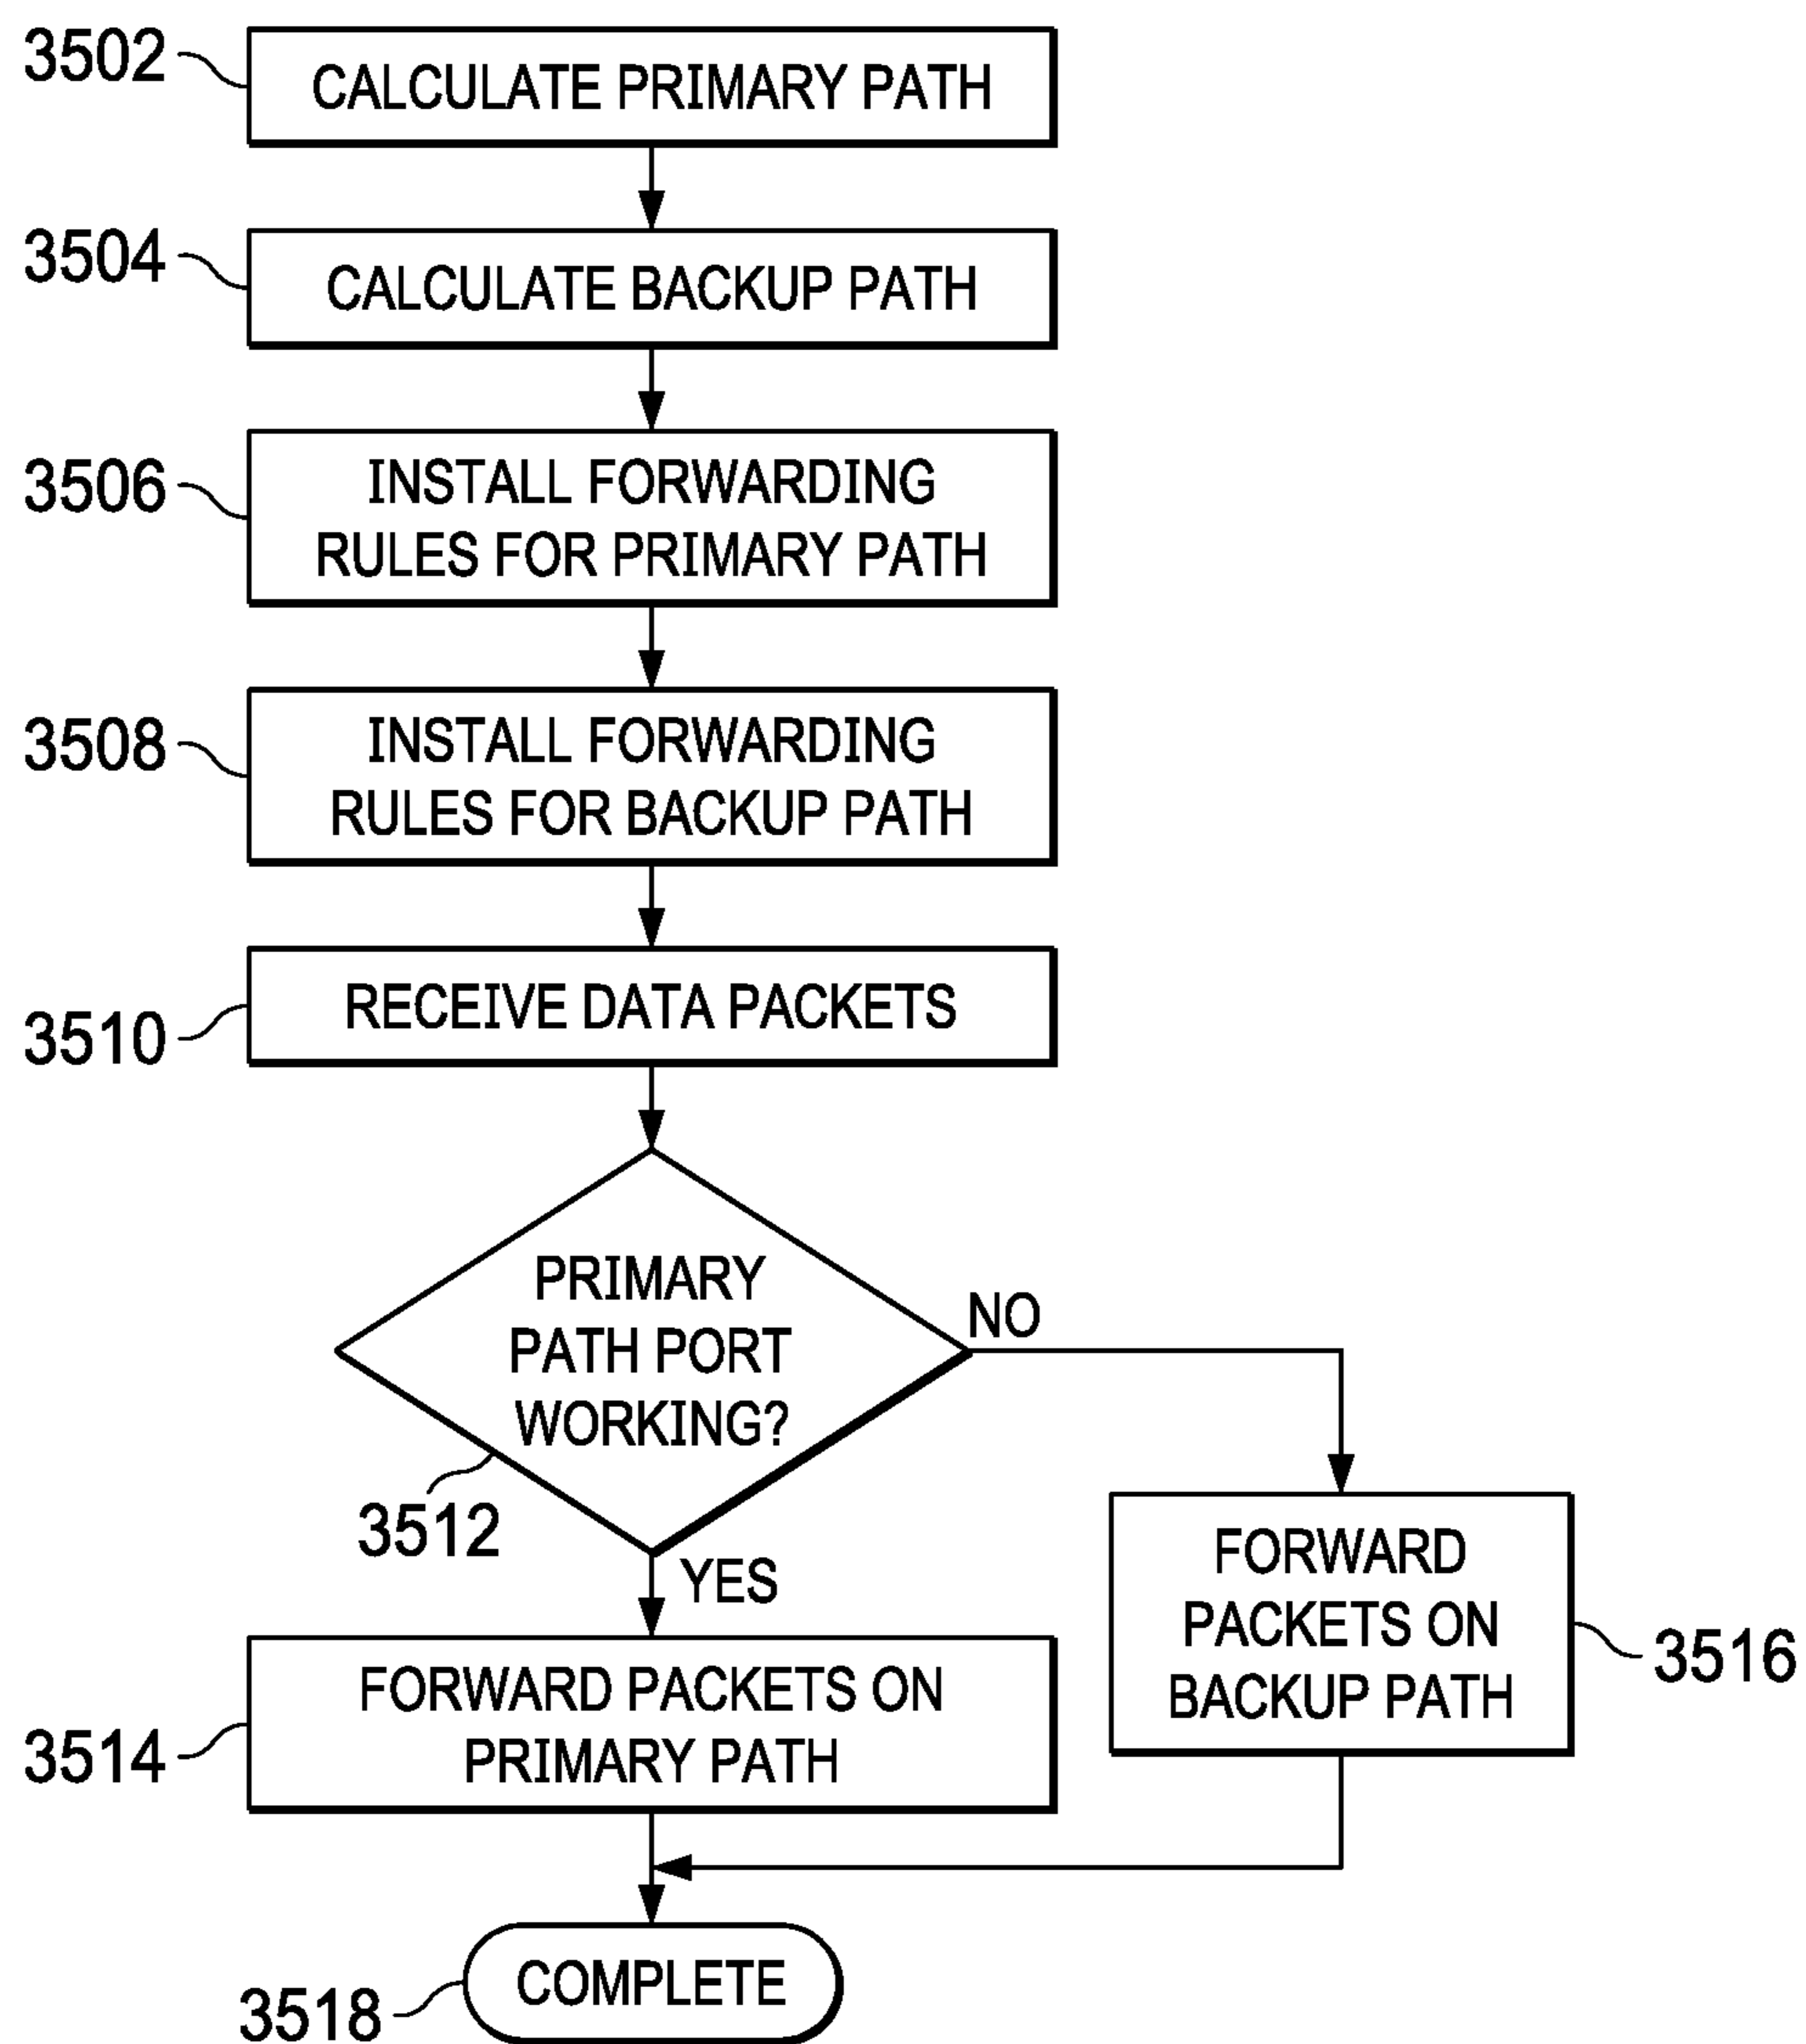 3502
CALCULATE PRIMARY PATH
3504
CALCULATE BACKUP PATH
3506
INSTALL FORWARDING
RULES FOR PRIMARY PATH
3508
INSTALL FORWARDING
RULES FOR BACKUP PATH
3510
RECEIVE DATA PACKETS
PRIMARY
PATH PORT
WORKING?
3512
NO
YES
FORWARD
PACKETS ON
BACKUP PATH
3516
FORWARD PACKETS ON
PRIMARY PATH
3514
COMPLETE
3518